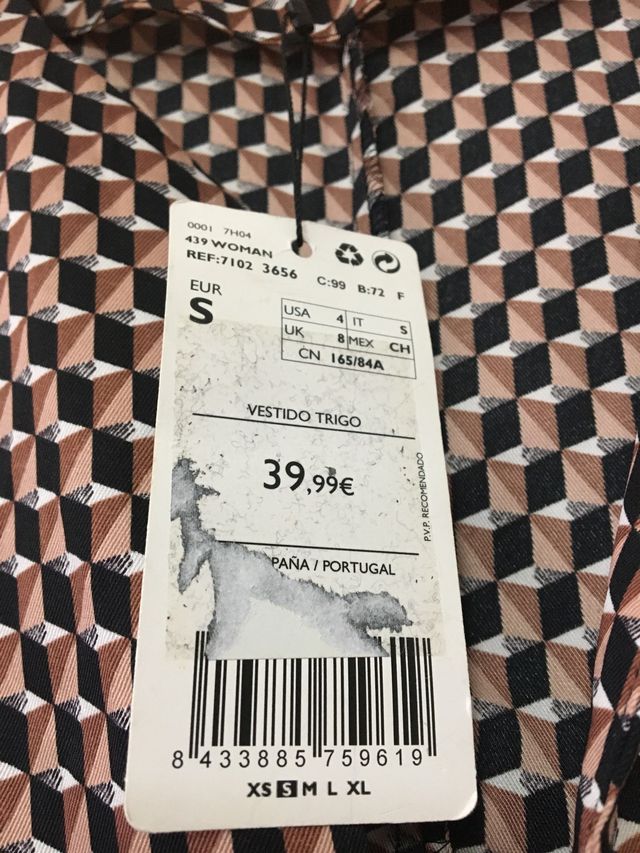 0001 7H04
439 WOMAN
REF:7102 3656 C:99 B:72 F
EUR
S
USA 4 IT S
UK 8 MEX CH
CN 165/84A
VESTIDO TRIGO
39,99€
P.V.P. RECOMENDADO
PAÑA / PORTUGAL
8 433885 759619
XS S M L XL